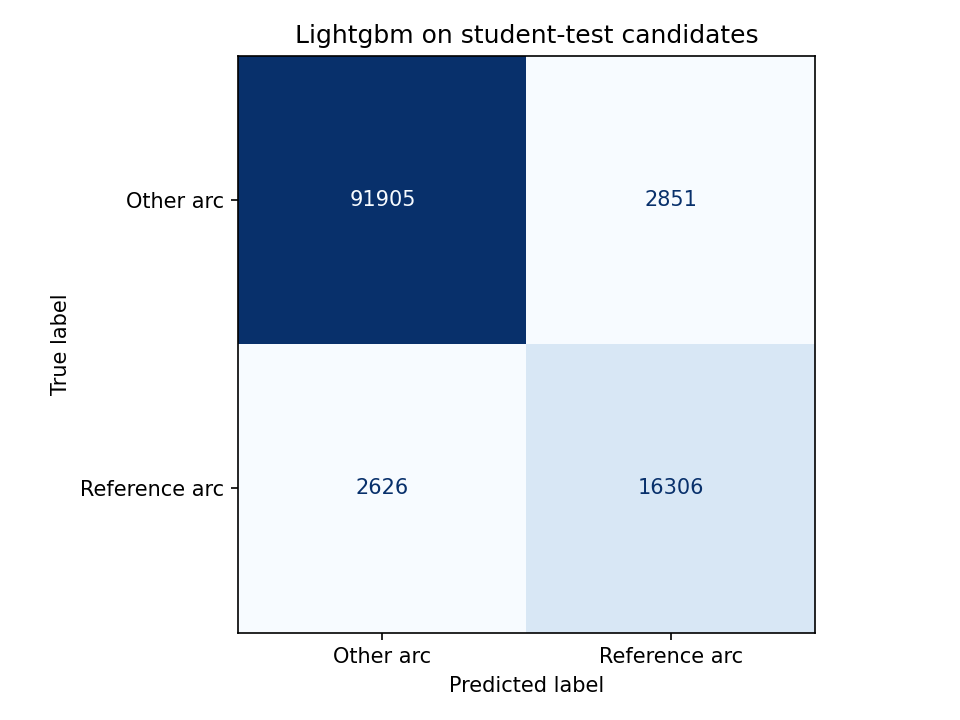 Lightgbm on student-test candidates
Other arc
91905
2851
True label
Reference arc
2626
16306
Other arc
Reference arc
Predicted label